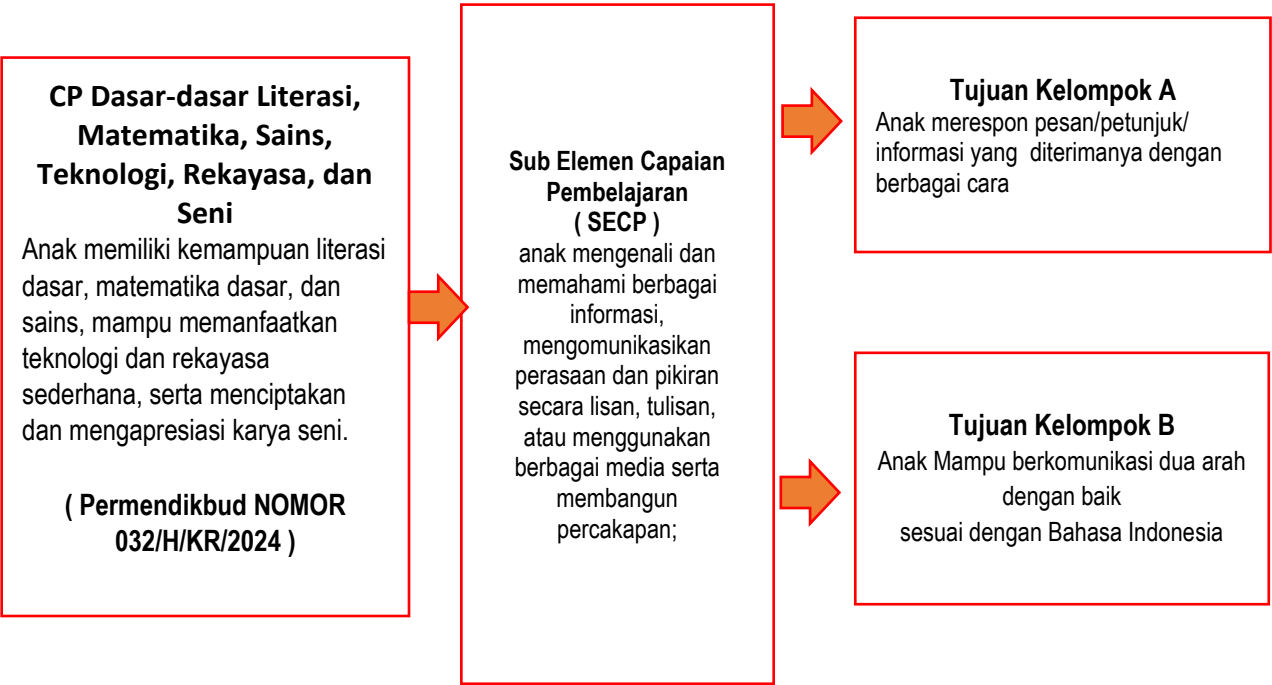 CP Dasar-dasar Literasi,
Matematika, Sains,
Teknologi, Rekayasa, dan
Seni
Anak memiliki kemampuan literasi
dasar, matematika dasar, dan
sains, mampu memanfaatkan
teknologi dan rekayasa
sederhana, serta menciptakan
dan mengapresiasi karya seni.
( Permendikbud NOMOR
032/H/KR/2024 )
Sub Elemen Capaian
Pembelajaran
( SECP )
anak mengenali dan
memahami berbagai
informasi,
mengomunikasikan
perasaan dan pikiran
secara lisan, tulisan,
atau menggunakan
berbagai media serta
membangun
percakapan;
Tujuan Kelompok A
Anak merespon pesan/petunjuk/
informasi yang diterimanya dengan
berbagai cara
Tujuan Kelompok B
Anak Mampu berkomunikasi dua arah
dengan baik
sesuai dengan Bahasa Indonesia